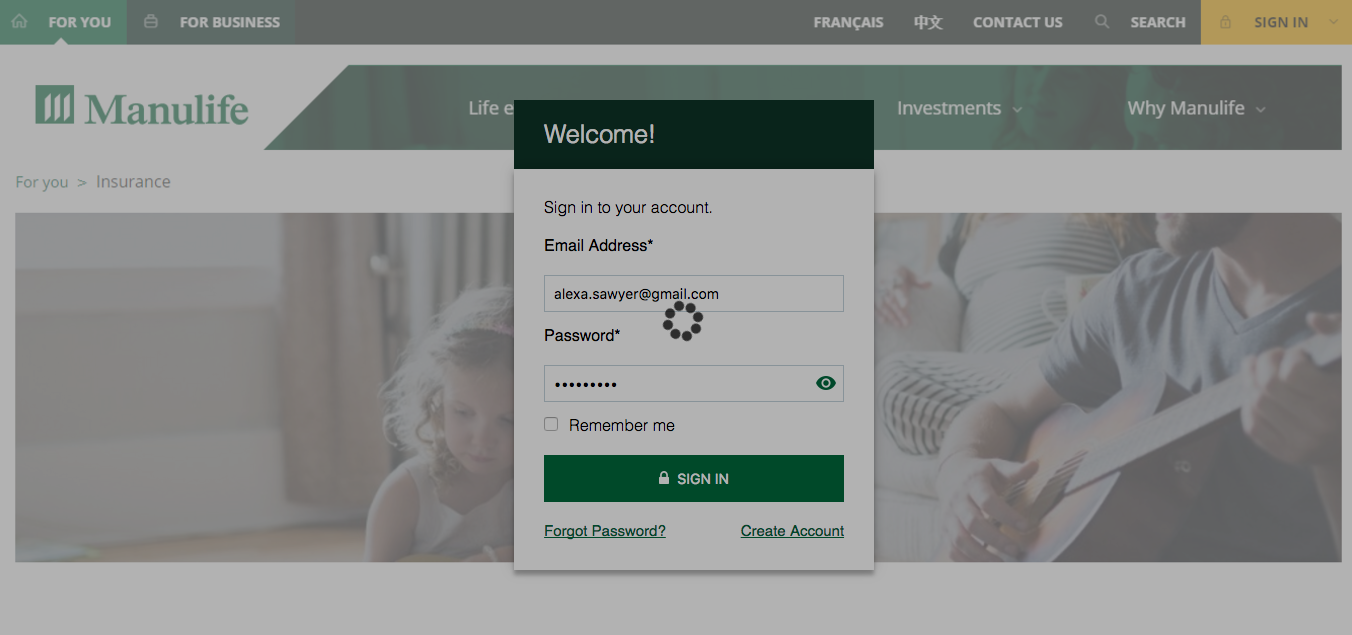 FOR YOU FOR BUSINESS FRANÇAIS 中文 CONTACT US SEARCH SIGN IN
Manulife
Life e Investments Why Manulife
For you > Insurance
Welcome!
Sign in to your account.
Email Address*
alexa.sawyer@gmail.com
Password*
•••••••••
Remember me
SIGN IN
Forgot Password? Create Account